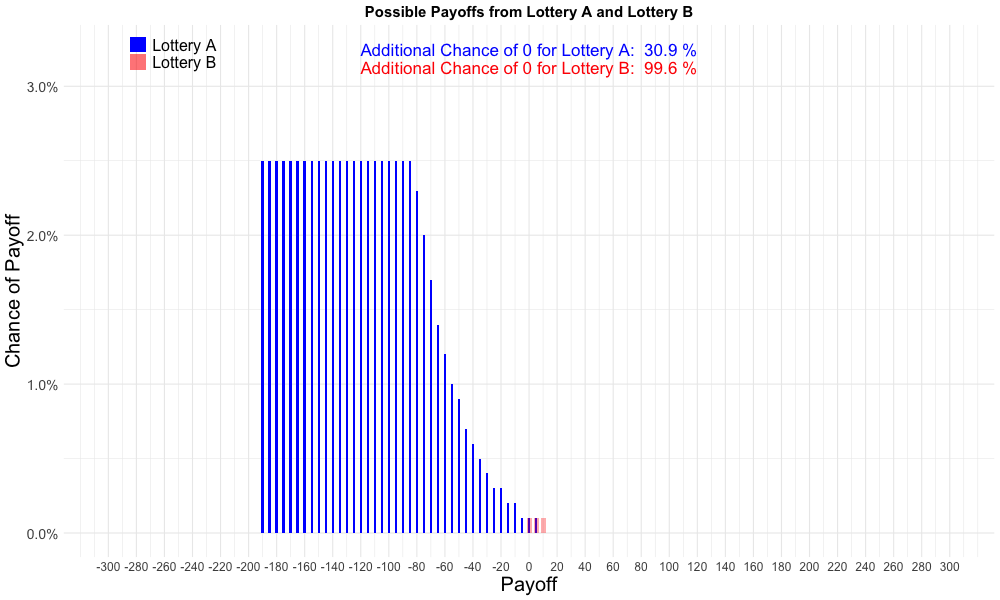 Possible Payoffs from Lottery A and Lottery B
Lottery A
Lottery B
Additional Chance of 0 for Lottery A: 30.9 %
Additional Chance of 0 for Lottery B: 99.6 %
Chance of Payoff
3.0%
2.0%
1.0%
0.0%
-300 -280 -260 -240 -220 -200 -180 -160 -140 -120 -100 -80 -60 -40 -20 0 20 40 60 80 100 120 140 160 180 200 220 240 260 280 300
Payoff